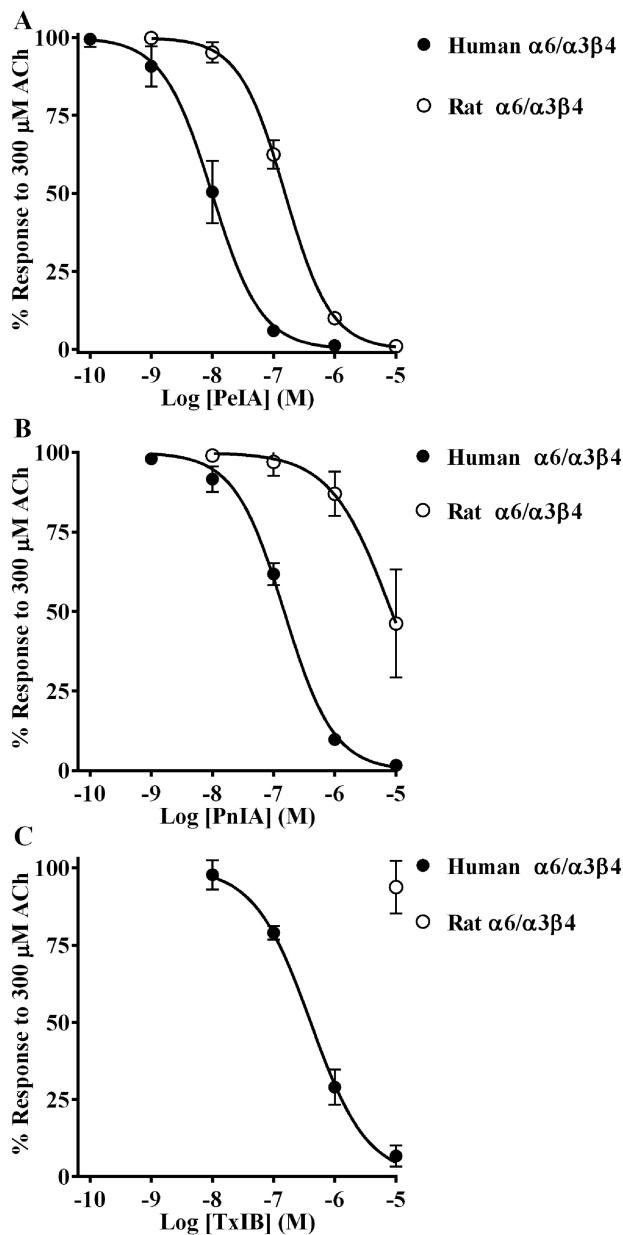 A
% Response to 300 µM ACh
100
75
50
25
0
-10 -9 -8 -7 -6 -5
Log [PeIA] (M)
Human α6/α3β4
Rat α6/α3β4
B
% Response to 300 µM ACh
100
75
50
25
0
-10 -9 -8 -7 -6 -5
Log [PnIA] (M)
Human α6/α3β4
Rat α6/α3β4
C
% Response to 300 µM ACh
100
75
50
25
0
-10 -9 -8 -7 -6 -5
Log [TxIB] (M)
Human α6/α3β4
Rat α6/α3β4